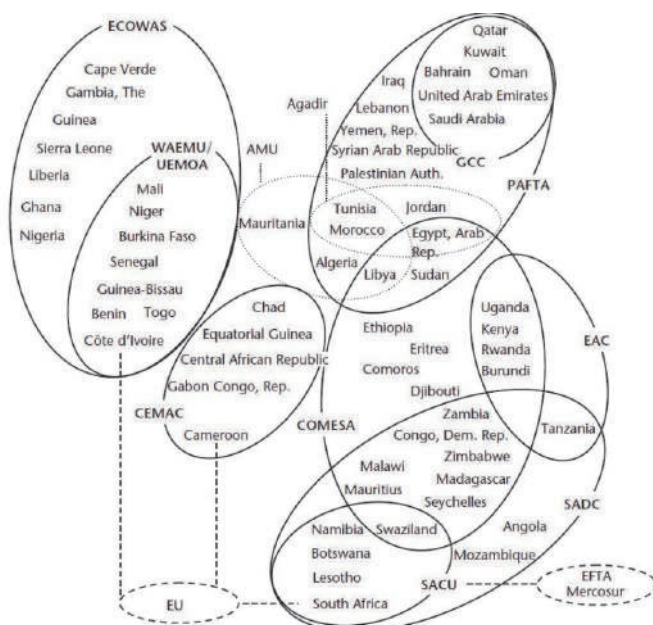 ECOWAS
Cape Verde
Gambia, The
Guinea
Sierra Leone
Liberia
Ghana
Nigeria
WAEMU/
UEMOA
Mali
Niger
Burkina Faso
Senegal
Guinea-Bissau
Benin Togo
Côte d'Ivoire
AMU
Agadir
Mauritania
Qatar
Kuwait
Bahrain Oman
United Arab Emirates
Saudi Arabia
GCC
PAFTA
Iraq
Lebanon
Yemen, Rep.
Syrian Arab Republic
Palestinian Auth.
Tunisia Jordan
Morocco
Egypt, Arab
Rep.
Algeria
Libya Sudan
Chad
Equatorial Guinea
Central African Republic
Gabon Congo, Rep.
CEMAC
Cameroon
COMESA
Ethiopia
Eritrea
Comoros
Djibouti
Uganda
Kenya
Rwanda
Burundi
EAC
Tanzania
Zambia
Congo, Dem. Rep.
Zimbabwe
Malawi
Madagascar
Mauritius
Seychelles
SADC
Angola
Mozambique
Namibia Swaziland
Botswana
Lesotho
South Africa
SACU
EU
EFTA
Mercosur